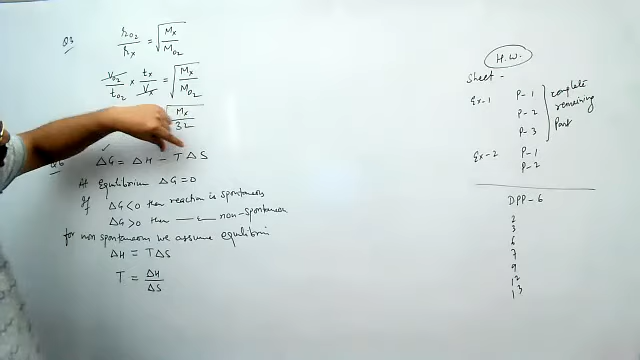 Q3
r_O2 / r_x = √(M_x / M_O2)
V_O2 / t_O2 × t_x / V_x = √(M_x / M_O2)
√(M_x / 32)
Q6 ΔG = ΔH - TΔS
At Equilibrium ΔG = 0
If ΔG < 0 then reaction is spontaneous
ΔG > 0 then —〃— non-spontaneous
for non spontaneous we assume equilibri
ΔH = TΔS
T = ΔH / ΔS
H.W.
Sheet -
Ex-1 P-1 complete
P-2 remaining
P-3 Part
Ex-2 P-1
P-2
DPP-6
2
3
6
7
9
12
13